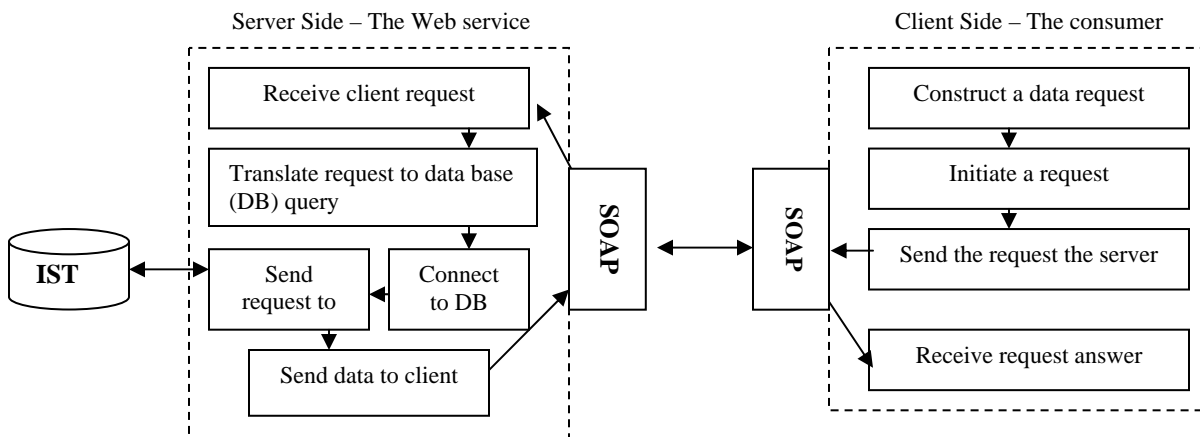 Server Side – The Web service
Client Side – The consumer
Receive client request
Translate request to data base
(DB) query
Connect
to DB
Send
request to
Send data to client
IST
SOAP
SOAP
Construct a data request
Initiate a request
Send the request the server
Receive request answer